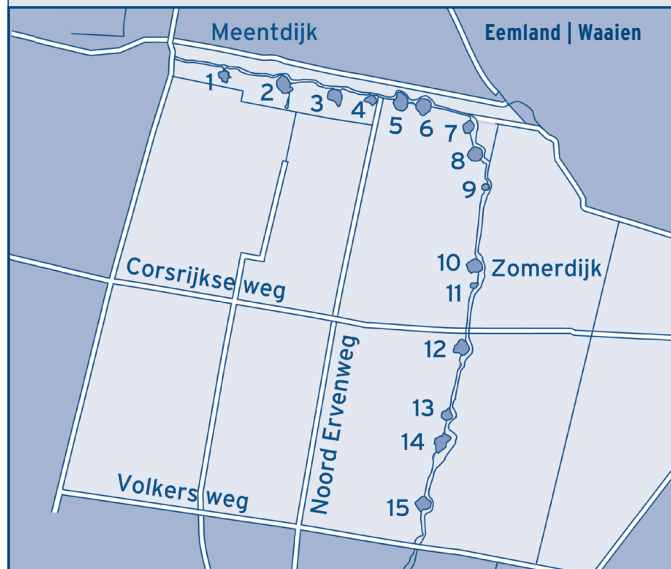 Meentdijk
Eemland | Waaien
1
2
3
4
5
6
7
8
9
10
Zomerdijk
Corsrijkse weg
11
12
Noord Ervenweg
13
14
Volkers weg
15